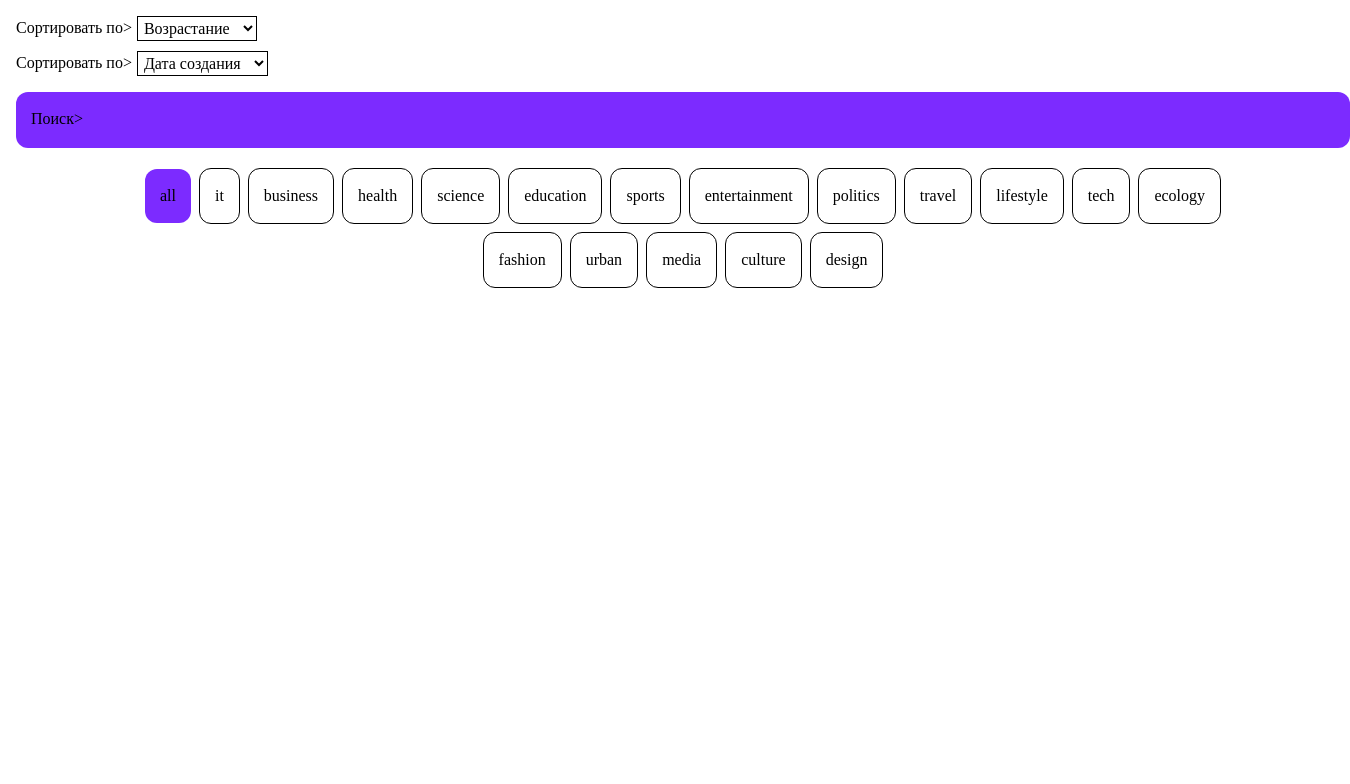 Сортировать по> Возрастание
Сортировать по> Дата создания
Поиск>
all it business health science education sports entertainment politics travel lifestyle tech ecology
fashion urban media culture design